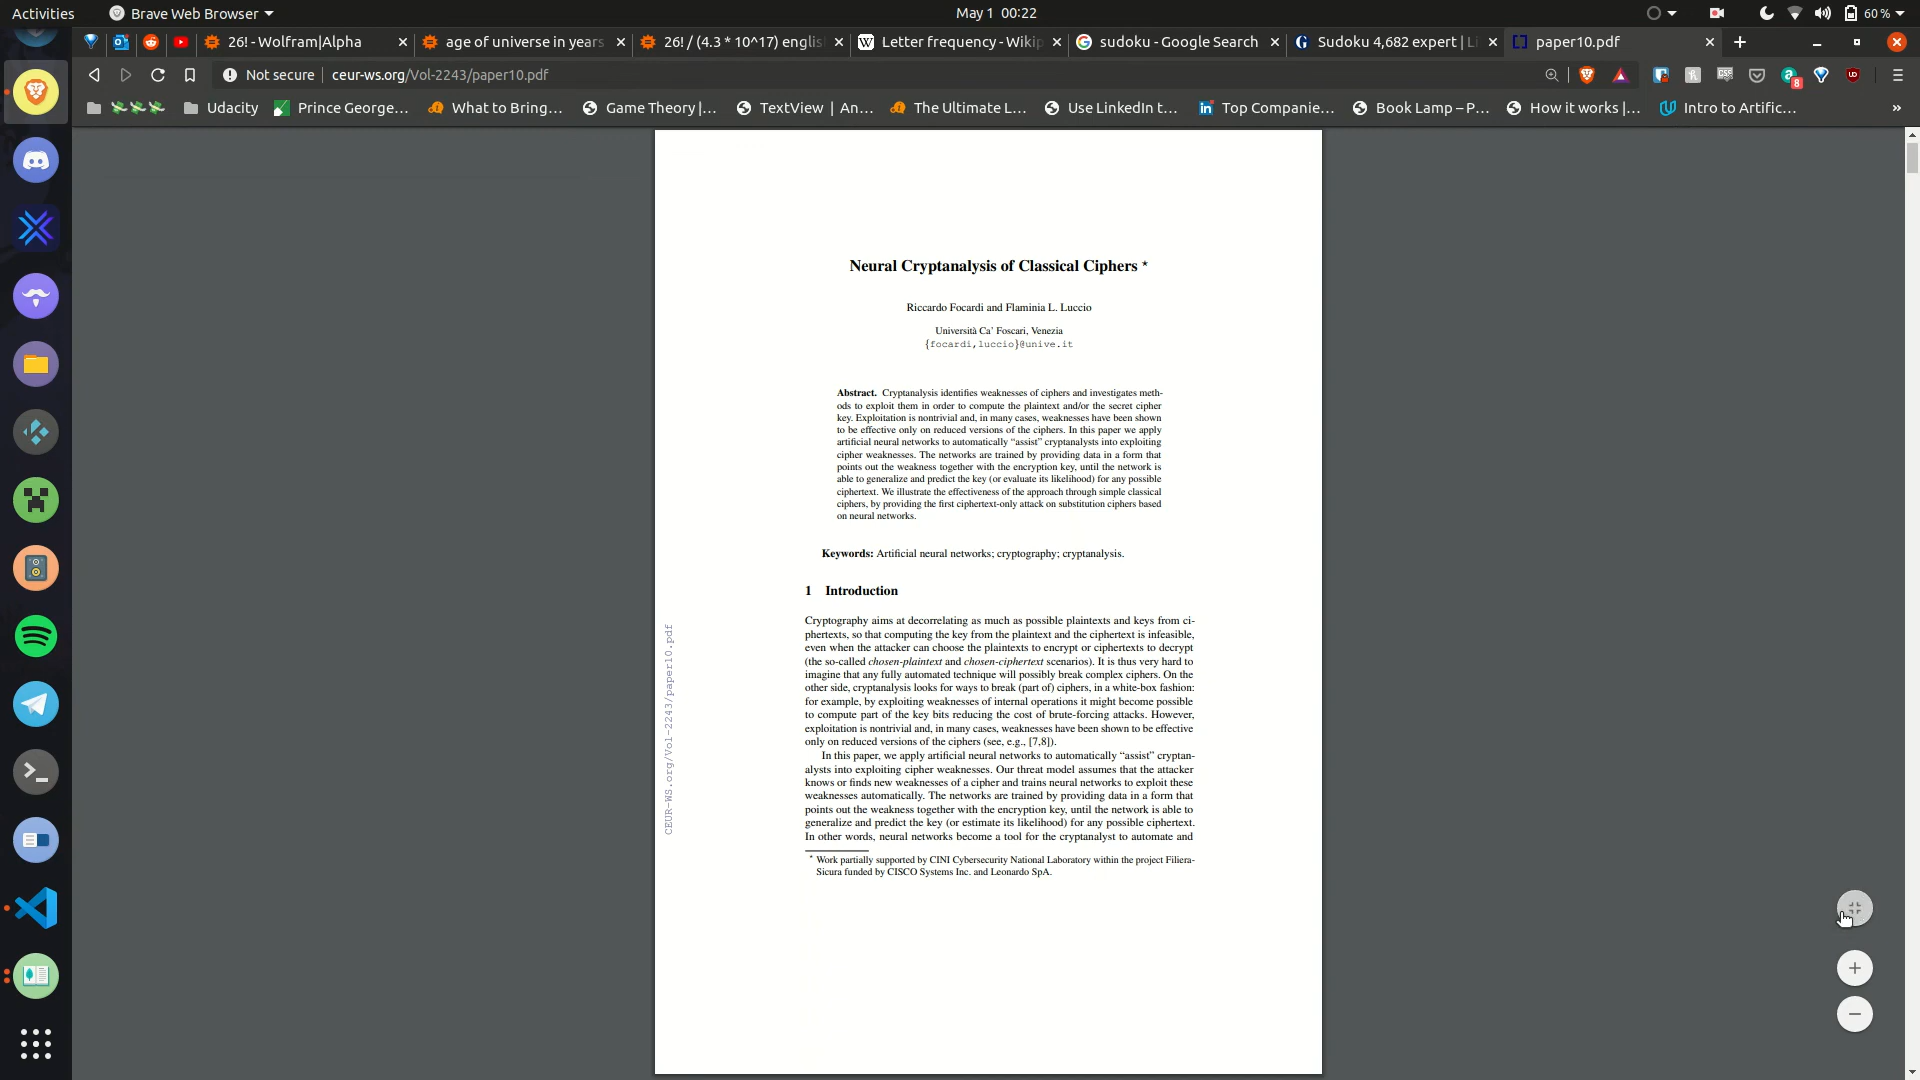 Activities
Brave Web Browser
May 1 00:22
60 %
26! - Wolfram|Alpha
age of universe in years
26! / (4.3 * 10^17) englis
Letter frequency - Wikip
sudoku - Google Search
Sudoku 4,682 expert | Li
paper10.pdf
Not secure
ceur-ws.org/Vol-2243/paper10.pdf
8
Udacity
Prince George...
What to Bring...
Game Theory |...
TextView | An...
The Ultimate L...
Use LinkedIn t...
Top Companie...
Book Lamp – P...
How it works |...
Intro to Artific...
»
Neural Cryptanalysis of Classical Ciphers *
Riccardo Focardi and Flaminia L. Luccio
Università Ca' Foscari, Venezia
{focardi,luccio}@unive.it
Abstract. Cryptanalysis identifies weaknesses of ciphers and investigates meth-
ods to exploit them in order to compute the plaintext and/or the secret cipher
key. Exploitation is nontrivial and, in many cases, weaknesses have been shown
to be effective only on reduced versions of the ciphers. In this paper we apply
artificial neural networks to automatically “assist” cryptanalysts into exploiting
cipher weaknesses. The networks are trained by providing data in a form that
points out the weakness together with the encryption key, until the network is
able to generalize and predict the key (or evaluate its likelihood) for any possible
ciphertext. We illustrate the effectiveness of the approach through simple classical
ciphers, by providing the first ciphertext-only attack on substitution ciphers based
on neural networks.
Keywords: Artificial neural networks; cryptography; cryptanalysis.
1 Introduction
Cryptography aims at decorrelating as much as possible plaintexts and keys from ci-
phertexts, so that computing the key from the plaintext and the ciphertext is infeasible,
even when the attacker can choose the plaintexts to encrypt or ciphertexts to decrypt
(the so-called chosen-plaintext and chosen-ciphertext scenarios). It is thus very hard to
imagine that any fully automated technique will possibly break complex ciphers. On the
other side, cryptanalysis looks for ways to break (part of) ciphers, in a white-box fashion:
for example, by exploiting weaknesses of internal operations it might become possible
to compute part of the key bits reducing the cost of brute-forcing attacks. However,
exploitation is nontrivial and, in many cases, weaknesses have been shown to be effective
only on reduced versions of the ciphers (see, e.g., [7,8]).
In this paper, we apply artificial neural networks to automatically “assist” cryptan-
alysts into exploiting cipher weaknesses. Our threat model assumes that the attacker
knows or finds new weaknesses of a cipher and trains neural networks to exploit these
weaknesses automatically. The networks are trained by providing data in a form that
points out the weakness together with the encryption key, until the network is able to
generalize and predict the key (or estimate its likelihood) for any possible ciphertext.
In other words, neural networks become a tool for the cryptanalyst to automate and
* Work partially supported by CINI Cybersecurity National Laboratory within the project Filiera-
Sicura funded by CISCO Systems Inc. and Leonardo SpA.
CEUR-WS.org/Vol-2243/paper10.pdf